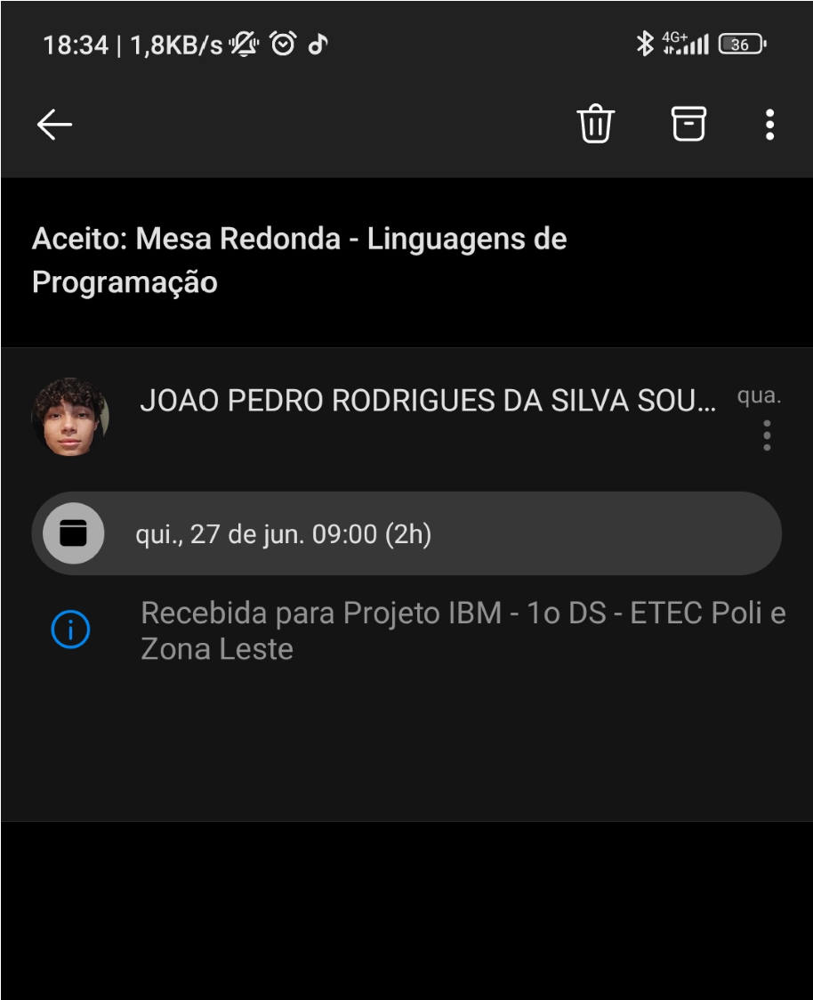 18:34 | 1,8KB/s
4G+
36
Aceito: Mesa Redonda - Linguagens de
Programação
JOAO PEDRO RODRIGUES DA SILVA SOU...
qua.
qui., 27 de jun. 09:00 (2h)
Recebida para Projeto IBM - 1o DS - ETEC Poli e
Zona Leste